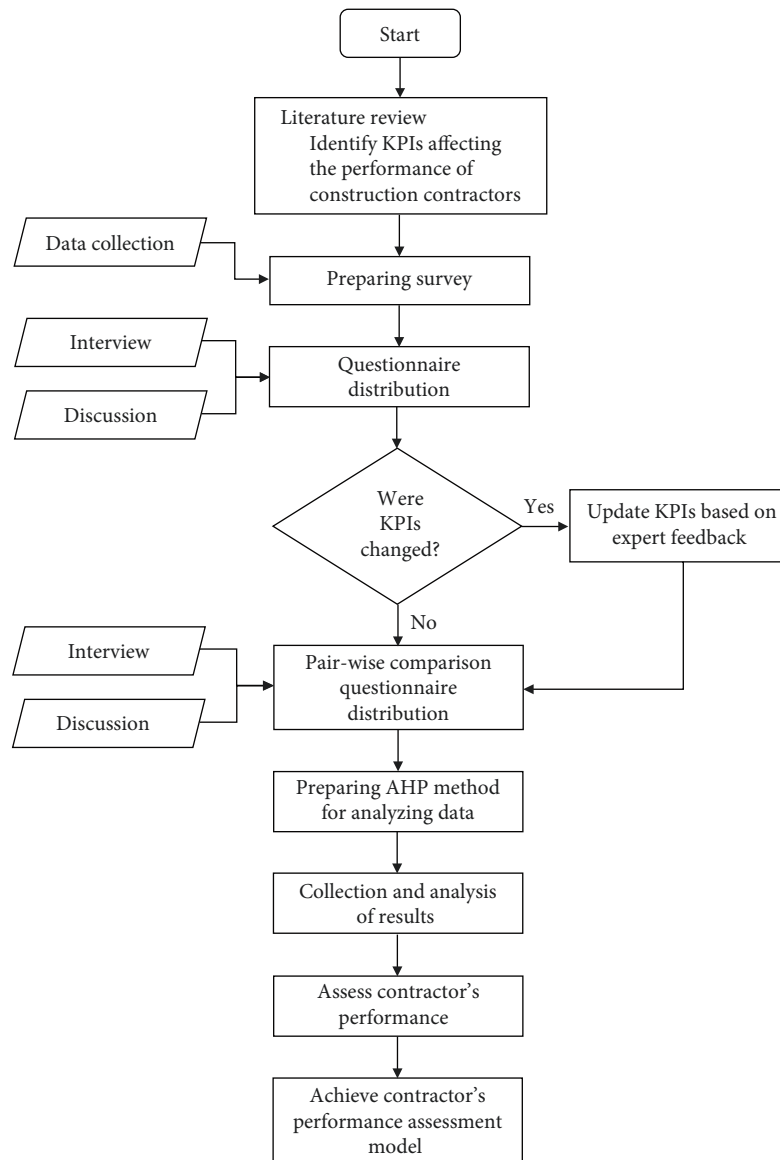 Start
Literature review
Identify KPIs affecting
the performance of
construction contractors
Data collection
Preparing survey
Interview
Questionnaire
distribution
Discussion
Were
KPIs
changed?
Yes
Update KPIs based on
expert feedback
No
Interview
Pair-wise comparison
questionnaire
distribution
Discussion
Preparing AHP method
for analyzing data
Collection and analysis
of results
Assess contractor's
performance
Achieve contractor's
performance assessment
model